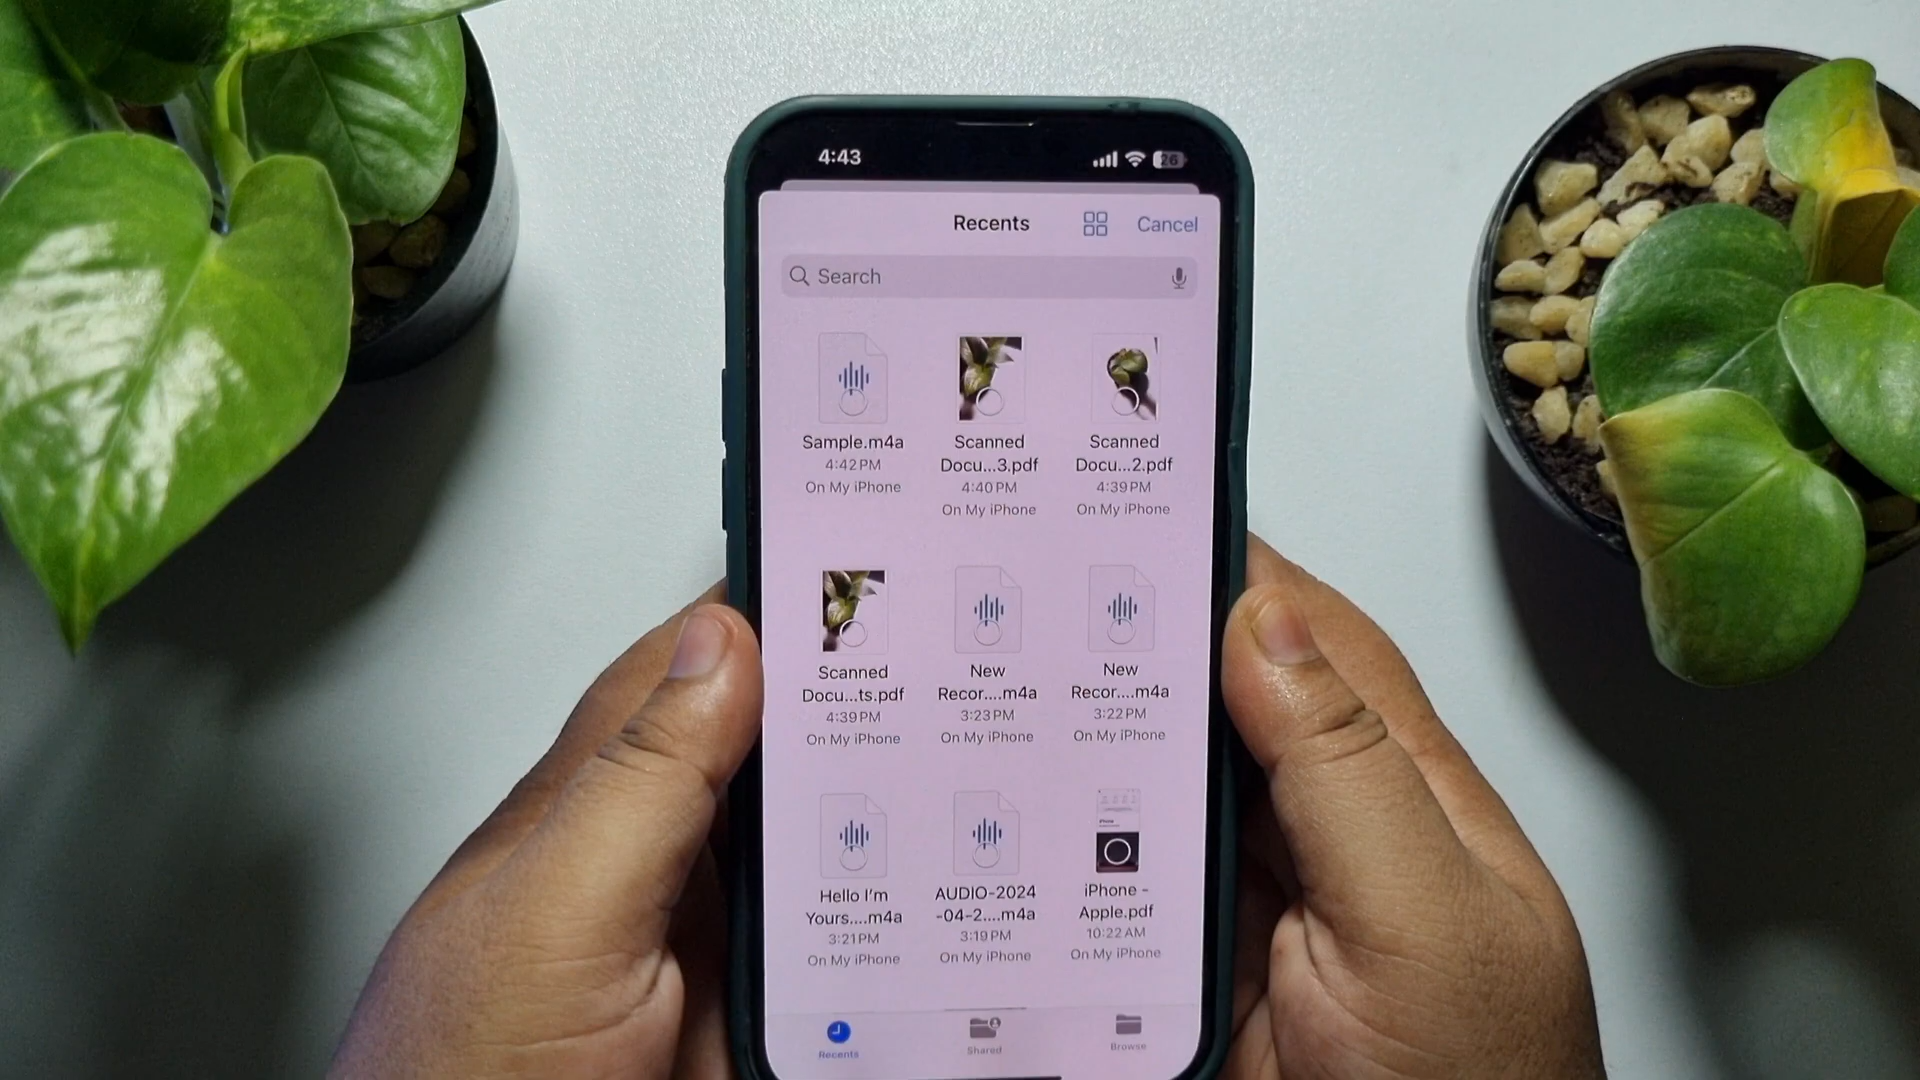 4:43
26
Recents
Cancel
Search
Sample.m4a
4:42 PM
On My iPhone
Scanned
Docu...3.pdf
4:40 PM
On My iPhone
Scanned
Docu...2.pdf
4:39 PM
On My iPhone
Scanned
Docu...ts.pdf
4:39 PM
On My iPhone
New
Recor....m4a
3:23 PM
On My iPhone
New
Recor....m4a
3:22 PM
On My iPhone
Hello I'm
Yours....m4a
3:21 PM
On My iPhone
AUDIO-2024
-04-2....m4a
3:19 PM
On My iPhone
iPhone -
Apple.pdf
10:22 AM
On My iPhone
Recents
Shared
Browse